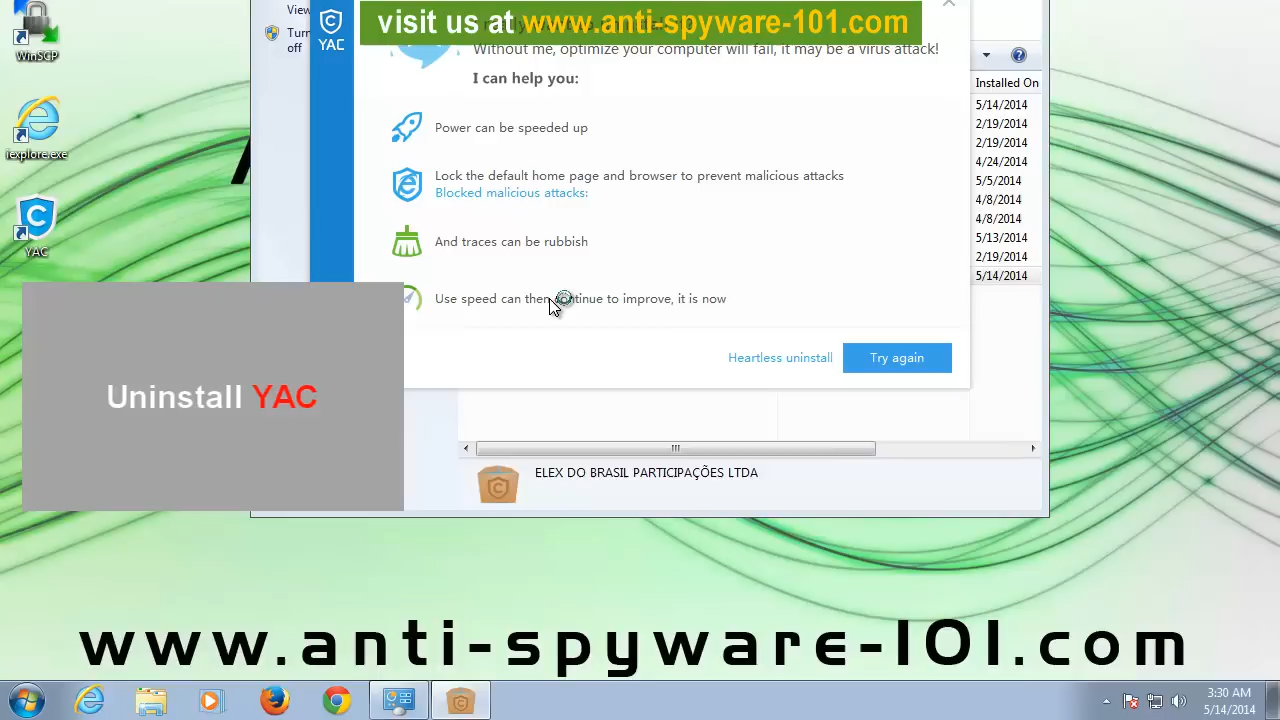 visit us at www.anti-spyware-101.com
Without me, optimize your computer will fail, it may be a virus attack!
I can help you:
Power can be speeded up
Lock the default home page and browser to prevent malicious attacks
Blocked malicious attacks:
And traces can be rubbish
Use speed can then continue to improve, it is now
Heartless uninstall
Try again
YAC
View
Turn
off
WinSCP
iexplore.exe
YAC
Installed On
5/14/2014
2/19/2014
2/19/2014
4/24/2014
5/5/2014
4/8/2014
4/8/2014
5/13/2014
2/19/2014
5/14/2014
Uninstall YAC
ELEX DO BRASIL PARTICIPAÇÕES LTDA
www.anti-spyware-101.com
3:30 AM
5/14/2014